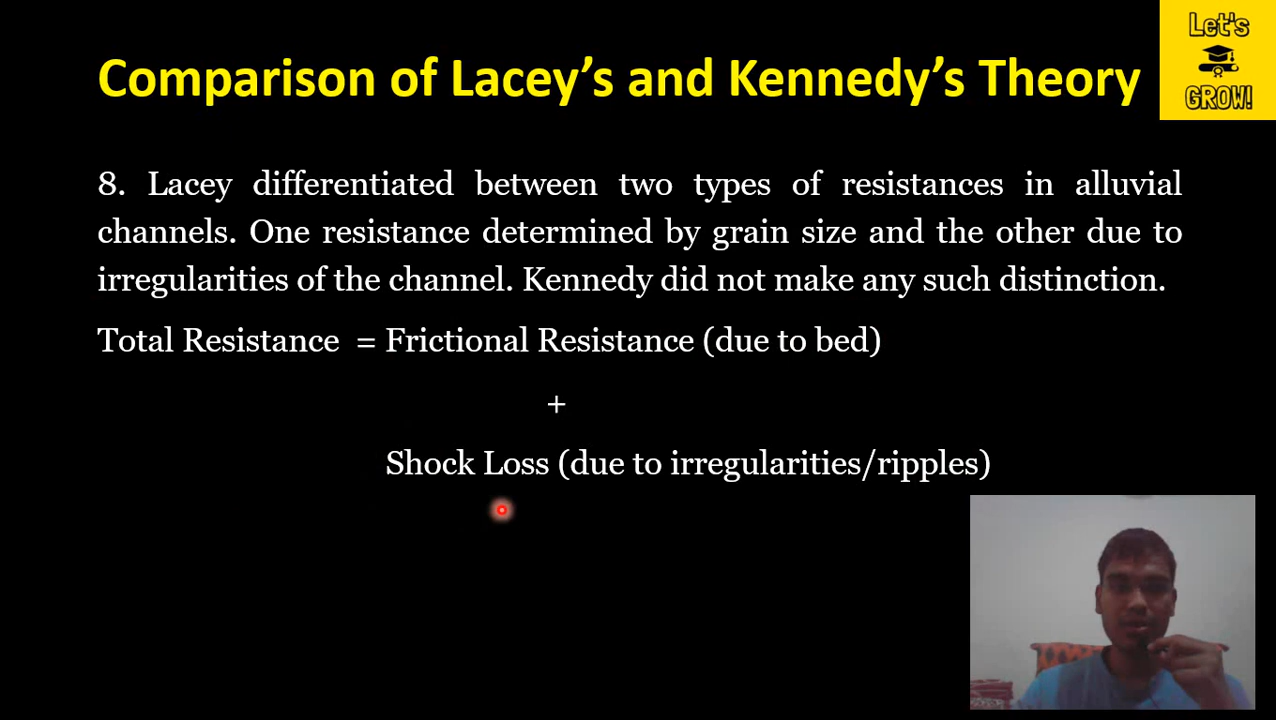 Let's
GROW!
Comparison of Lacey’s and Kennedy’s Theory
8. Lacey differentiated between two types of resistances in alluvial
channels. One resistance determined by grain size and the other due to
irregularities of the channel. Kennedy did not make any such distinction.
Total Resistance = Frictional Resistance (due to bed)
+
Shock Loss (due to irregularities/ripples)